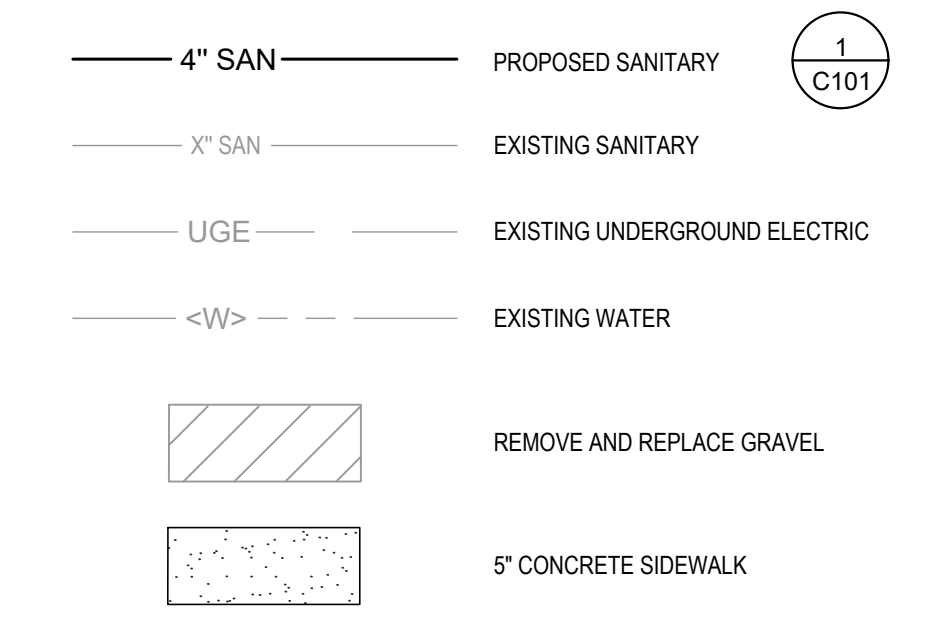 4" SAN PROPOSED SANITARY
1
C101
X" SAN EXISTING SANITARY
UGE EXISTING UNDERGROUND ELECTRIC
<W> EXISTING WATER
REMOVE AND REPLACE GRAVEL
5" CONCRETE SIDEWALK